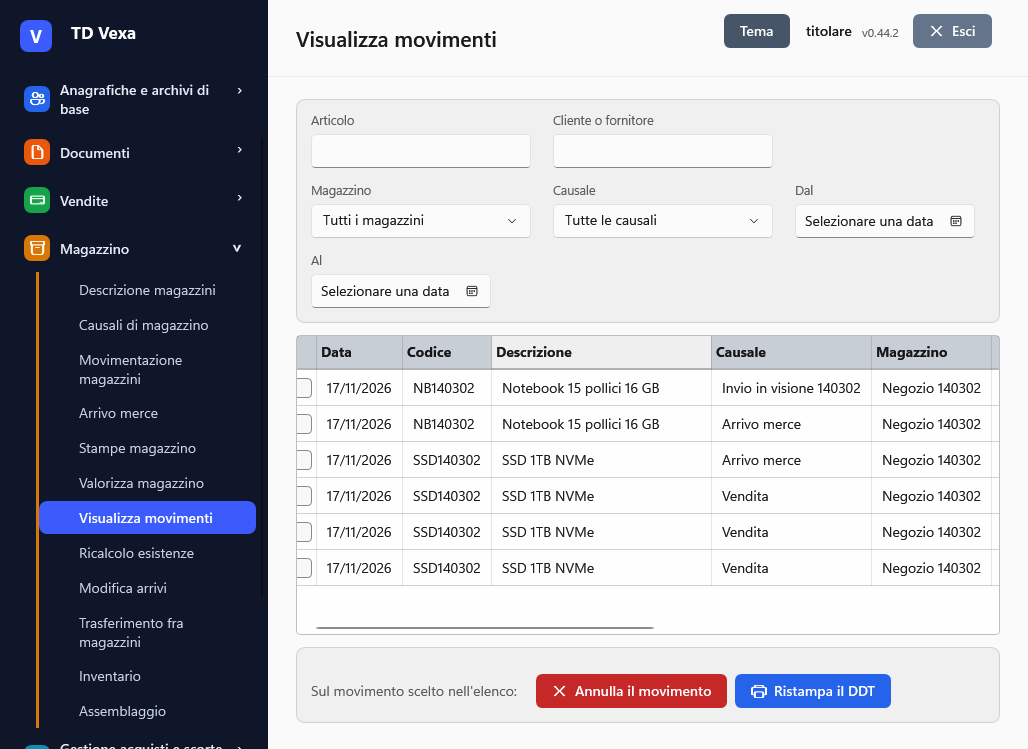 V
TD Vexa
Anagrafiche e archivi di
base
Documenti
Vendite
Magazzino
Descrizione magazzini
Causali di magazzino
Movimentazione
magazzini
Arrivo merce
Stampe magazzino
Valorizza magazzino
Visualizza movimenti
Ricalcolo esistenze
Modifica arrivi
Trasferimento fra
magazzini
Inventario
Assemblaggio
Gestione acquisti e scorte
Visualizza movimenti
Tema titolare v0.44.2 Esci
Articolo Cliente o fornitore
Magazzino Causale Dal
Tutti i magazzini Tutte le causali Selezionare una data
Al
Selezionare una data
Data Codice Descrizione Causale Magazzino
17/11/2026 NB140302 Notebook 15 pollici 16 GB Invio in visione 140302 Negozio 140302
17/11/2026 NB140302 Notebook 15 pollici 16 GB Arrivo merce Negozio 140302
17/11/2026 SSD140302 SSD 1TB NVMe Arrivo merce Negozio 140302
17/11/2026 SSD140302 SSD 1TB NVMe Vendita Negozio 140302
17/11/2026 SSD140302 SSD 1TB NVMe Vendita Negozio 140302
17/11/2026 SSD140302 SSD 1TB NVMe Vendita Negozio 140302
Sul movimento scelto nell'elenco: Annulla il movimento Ristampa il DDT